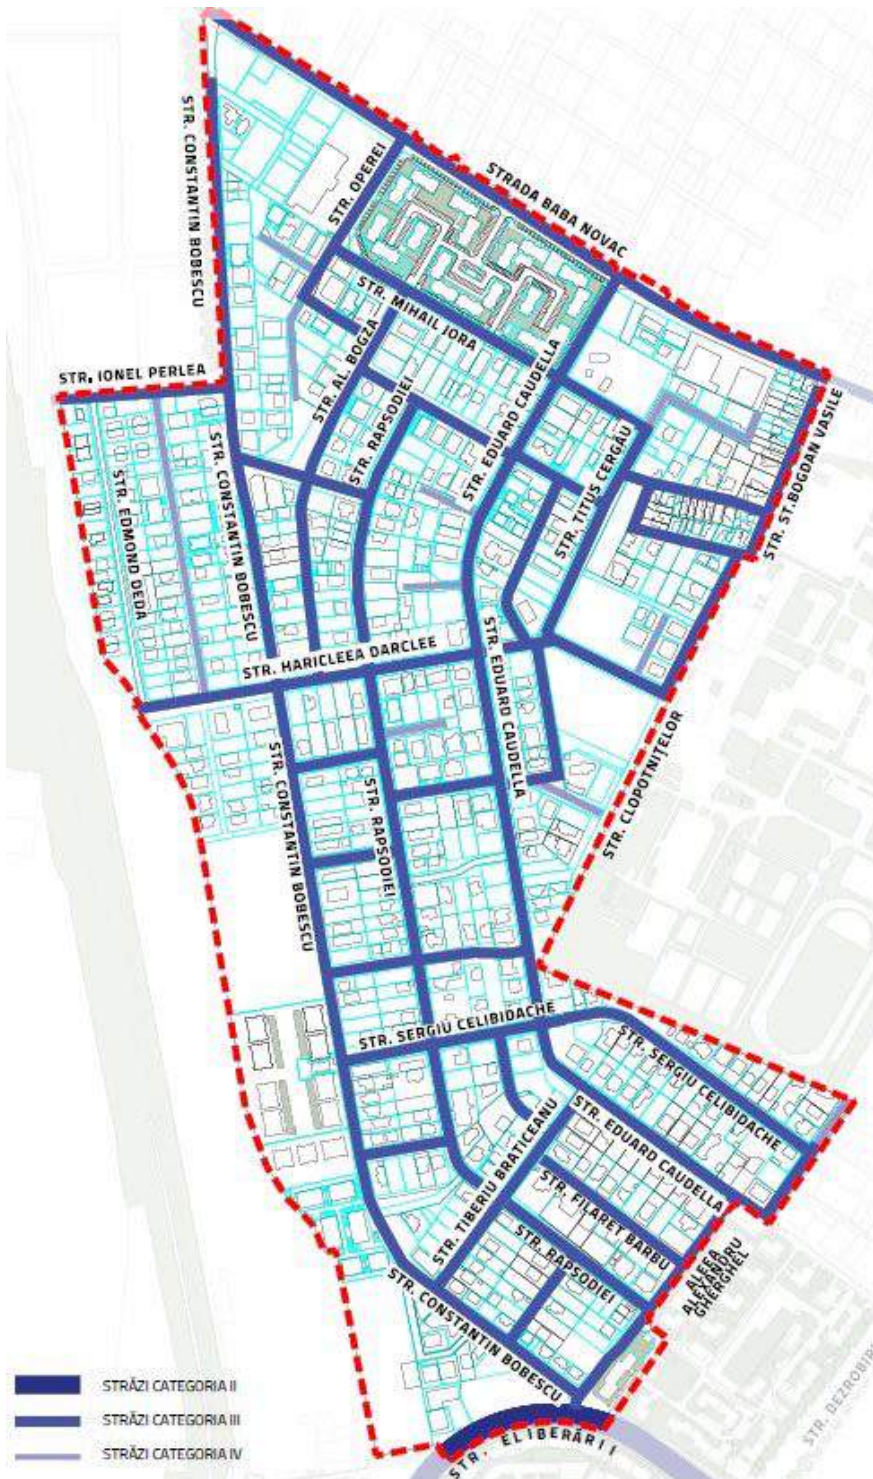 STR. CONSTANTIN BOBESCU
STR. OPEREI
STRADA BABA NOVAC
STR. MIHAIL JORA
STR. IONEL PERLEA
STR. AL. BOGZA
STR. RAPSODIEI
STR. EDUARD CAUDELLA
STR. TITUS CERGĂU
STR. ST.BOGDAN VASILE
STR. EDMOND DEDA
STR. CONSTANTIN BOBESCU
STR. HARICLEEA DARCLEE
STR. EDUARD CAUDELLA
STR. CLOPOTNIȚELOR
STR. CONSTANTIN BOBESCU
STR. RAPSODIEI
STR. SERGIU CELIBIDACHE
STR. SERGIU CELIBIDACHE
STR. EDUARD CAUDELLA
STR. TIBERIU BRATICEANU
STR. FILARET BARBU
STR. RAPSODIEI
ALEEA
ALEXANDRU
GHERGHEL
STR. CONSTANTIN BOBESCU
STR. ELIBERĂRII
STRĂZI CATEGORIA II
STRĂZI CATEGORIA III
STRĂZI CATEGORIA IV